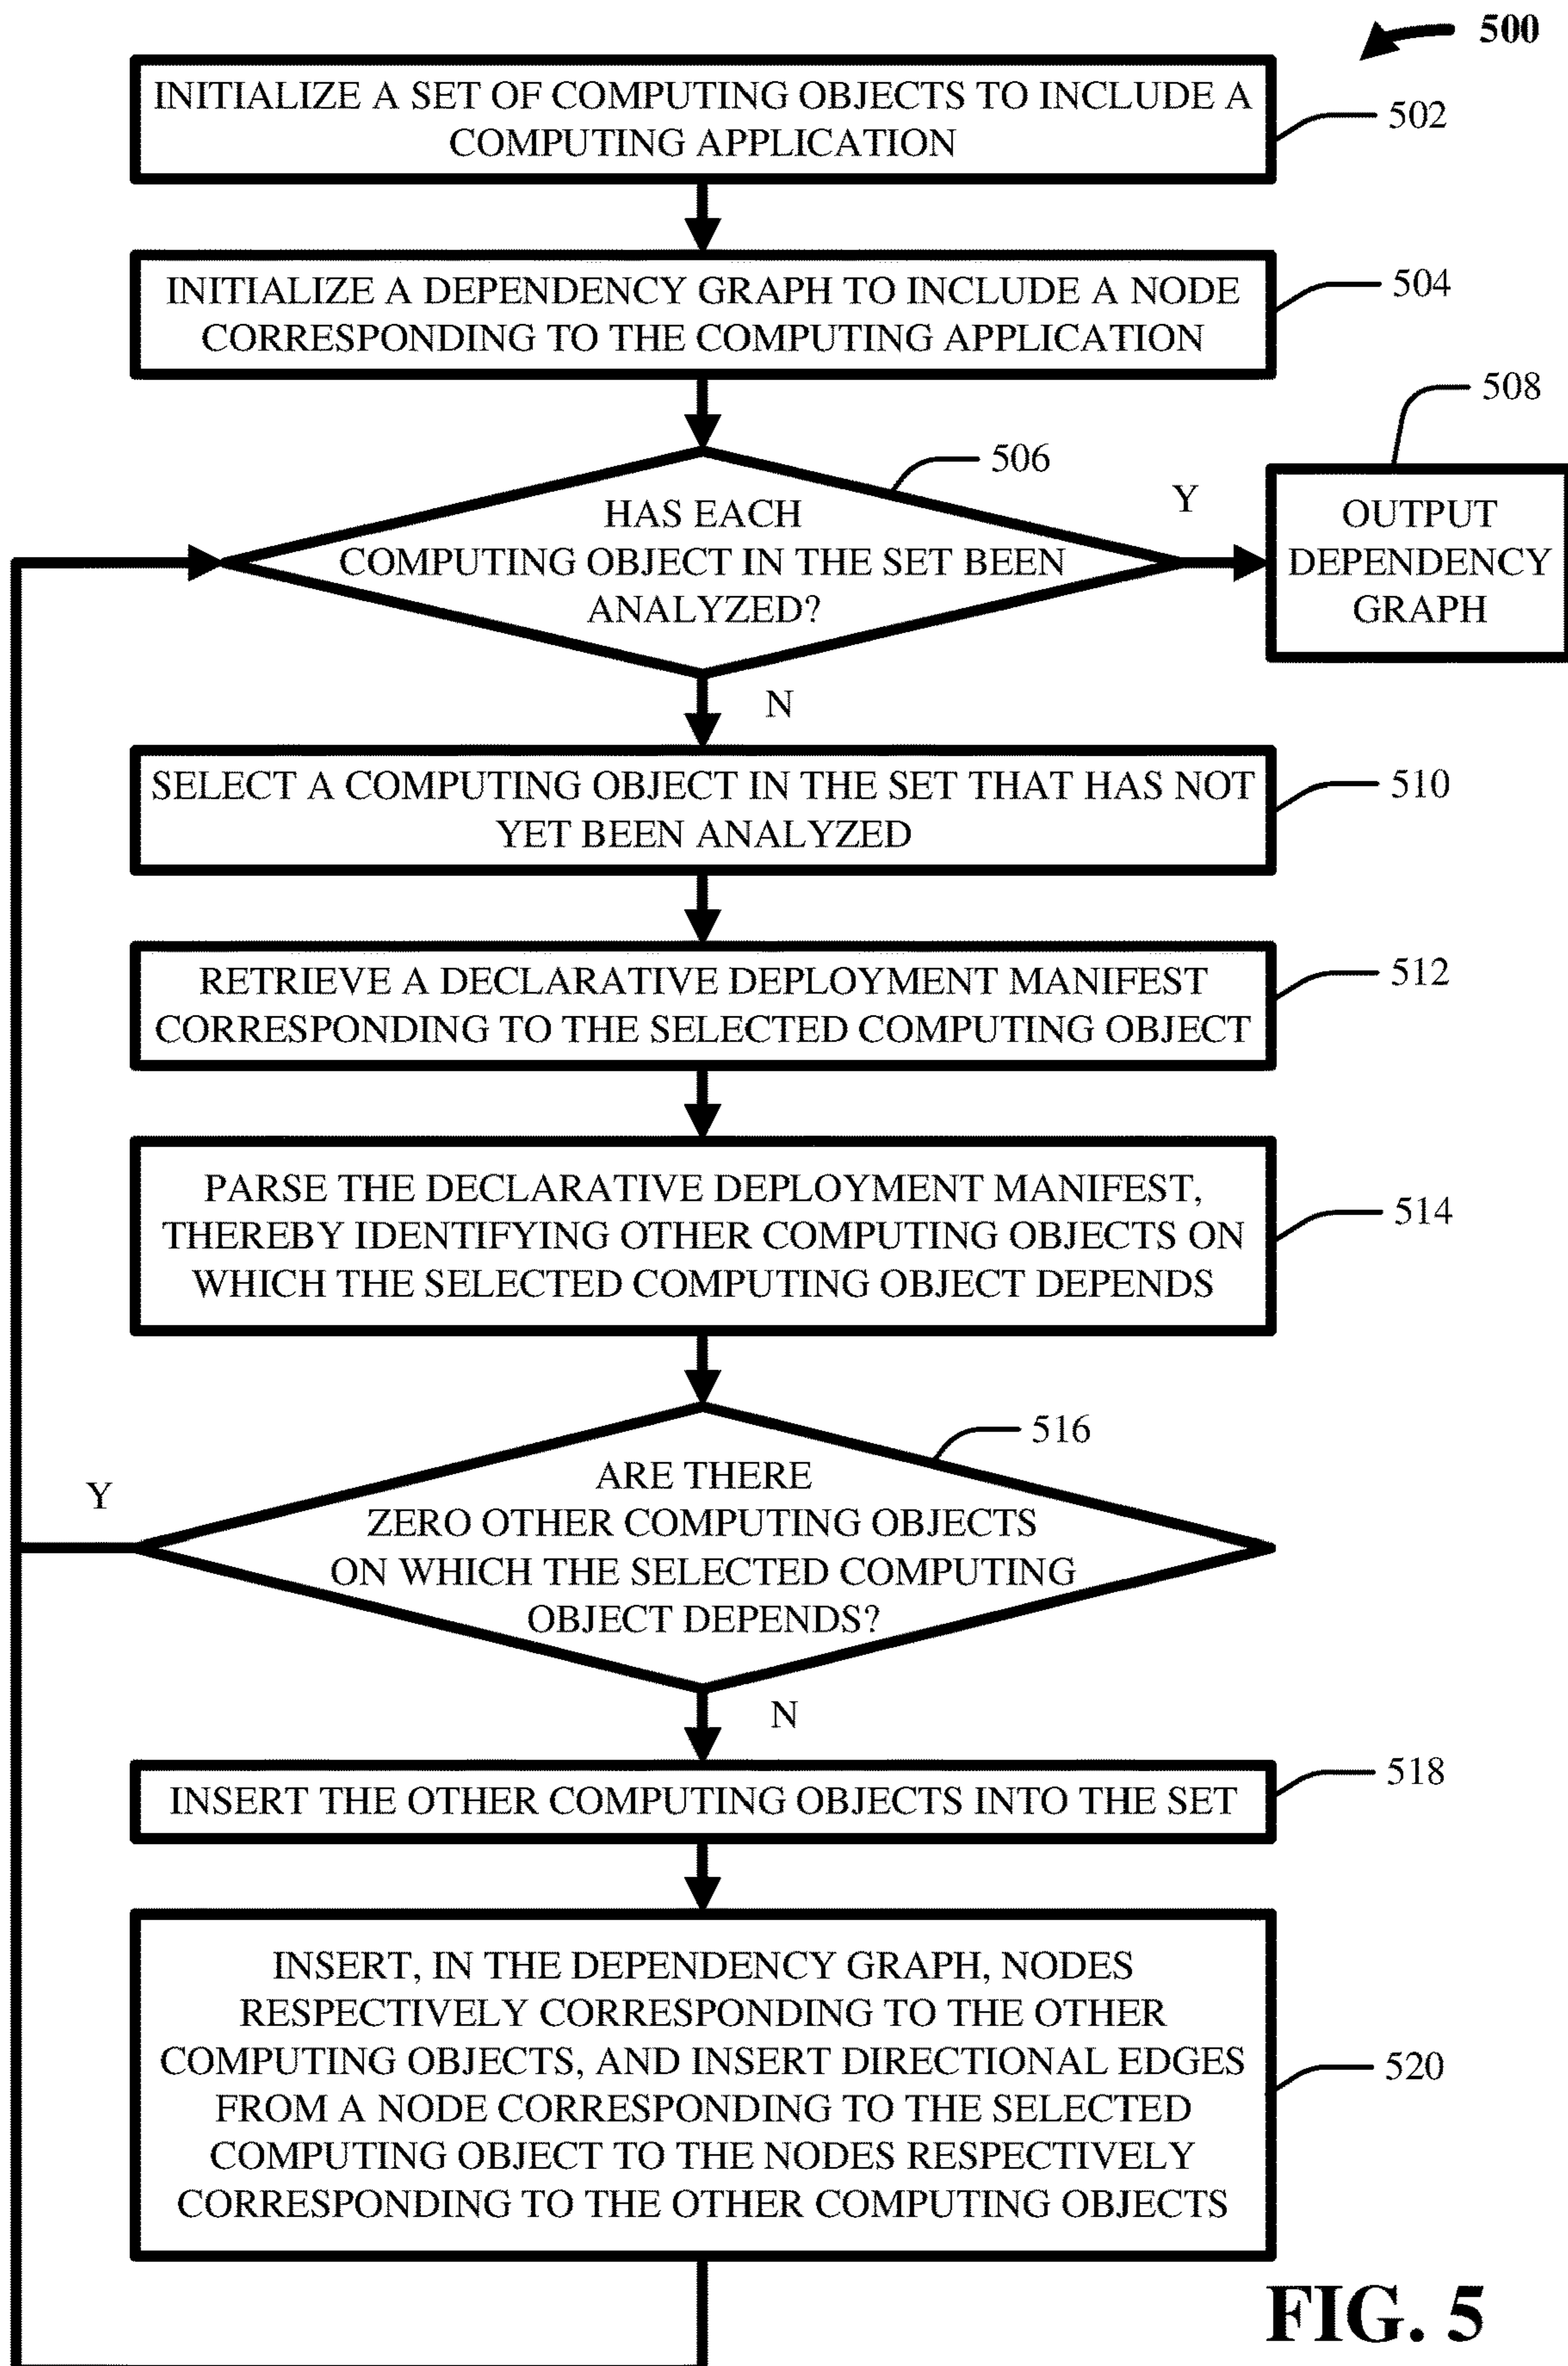 500
INITIALIZE A SET OF COMPUTING OBJECTS TO INCLUDE A
COMPUTING APPLICATION
502
INITIALIZE A DEPENDENCY GRAPH TO INCLUDE A NODE
CORRESPONDING TO THE COMPUTING APPLICATION
504
HAS EACH
COMPUTING OBJECT IN THE SET BEEN
ANALYZED?
506
Y
508
OUTPUT
DEPENDENCY
GRAPH
N
SELECT A COMPUTING OBJECT IN THE SET THAT HAS NOT
YET BEEN ANALYZED
510
RETRIEVE A DECLARATIVE DEPLOYMENT MANIFEST
CORRESPONDING TO THE SELECTED COMPUTING OBJECT
512
PARSE THE DECLARATIVE DEPLOYMENT MANIFEST,
THEREBY IDENTIFYING OTHER COMPUTING OBJECTS ON
WHICH THE SELECTED COMPUTING OBJECT DEPENDS
514
ARE THERE
ZERO OTHER COMPUTING OBJECTS
ON WHICH THE SELECTED COMPUTING
OBJECT DEPENDS?
516
Y
N
INSERT THE OTHER COMPUTING OBJECTS INTO THE SET
518
INSERT, IN THE DEPENDENCY GRAPH, NODES
RESPECTIVELY CORRESPONDING TO THE OTHER
COMPUTING OBJECTS, AND INSERT DIRECTIONAL EDGES
FROM A NODE CORRESPONDING TO THE SELECTED
COMPUTING OBJECT TO THE NODES RESPECTIVELY
CORRESPONDING TO THE OTHER COMPUTING OBJECTS
520
FIG. 5